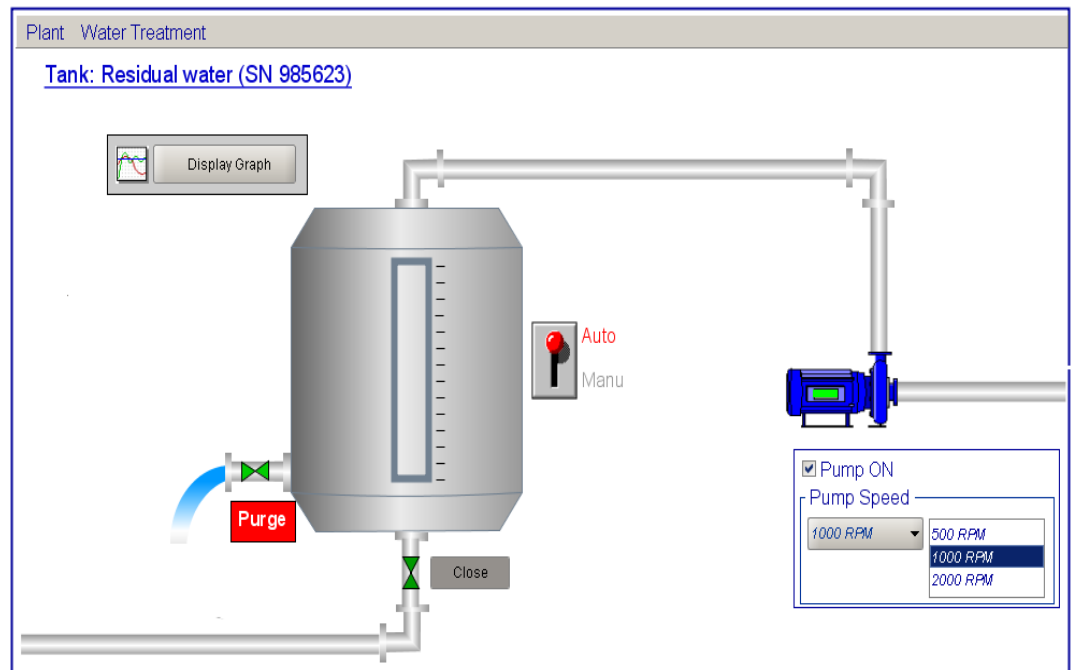 Plant Water Treatment
Tank: Residual water (SN 985623)
Display Graph
Auto
Manu
Pump ON
Pump Speed
Purge
1000 RPM
500 RPM
1000 RPM
2000 RPM
Close